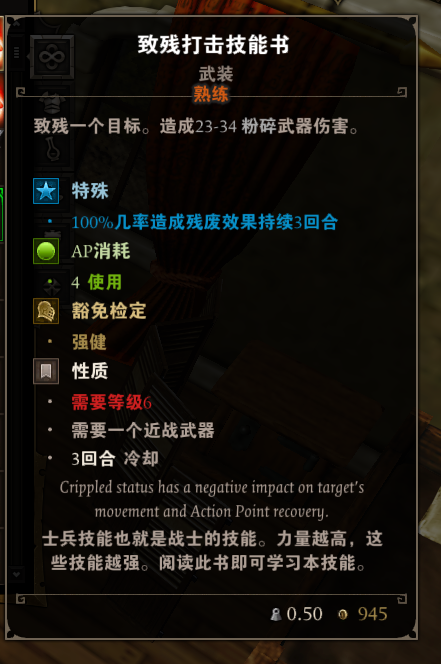 致残打击技能书
武装
熟练
致残一个目标。造成23-34 粉碎武器伤害。
特殊
· 100%几率造成残废效果持续3回合
AP消耗
· 4 使用
豁免检定
· 强健
性质
· 需要等级6
· 需要一个近战武器
· 3回合 冷却
Crippled status has a negative impact on target's
movement and Action Point recovery.
士兵技能也就是战士的技能。力量越高，这
些技能越强。阅读此书即可学习本技能。
0.50 945